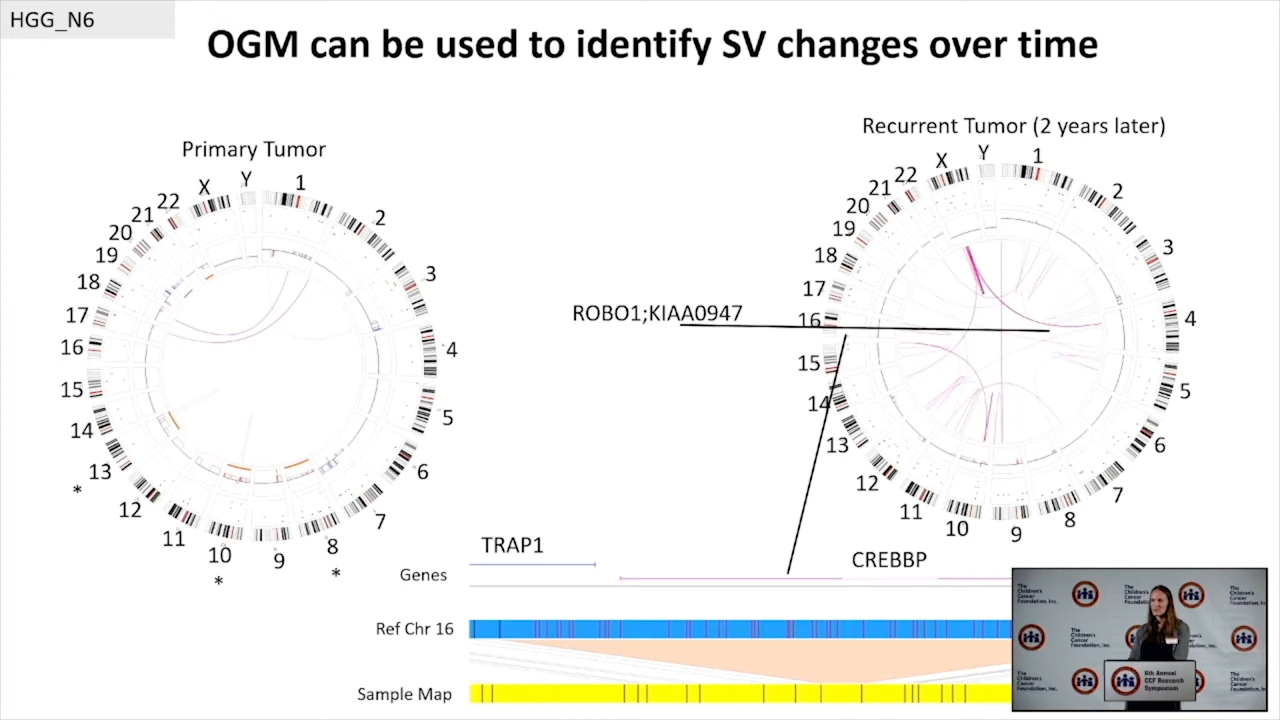 HGG_N6
OGM can be used to identify SV changes over time
Primary Tumor
X Y 1 2 3 4 5 6 7 8 9 10 11 12 13 14 15 16 17 18 19 20 21 22
*
*
*
Recurrent Tumor (2 years later)
X Y 1 2 3 4 5 6 7 8 9 10 11 12 13 14 15 16 17 18 19 20 21 22
ROBO1;KIAA0947
TRAP1
CREBBP
Genes
Ref Chr 16
Sample Map
The
Children's
Cancer
Foundation, Inc.
6th Annual
CCF Research
Symposium